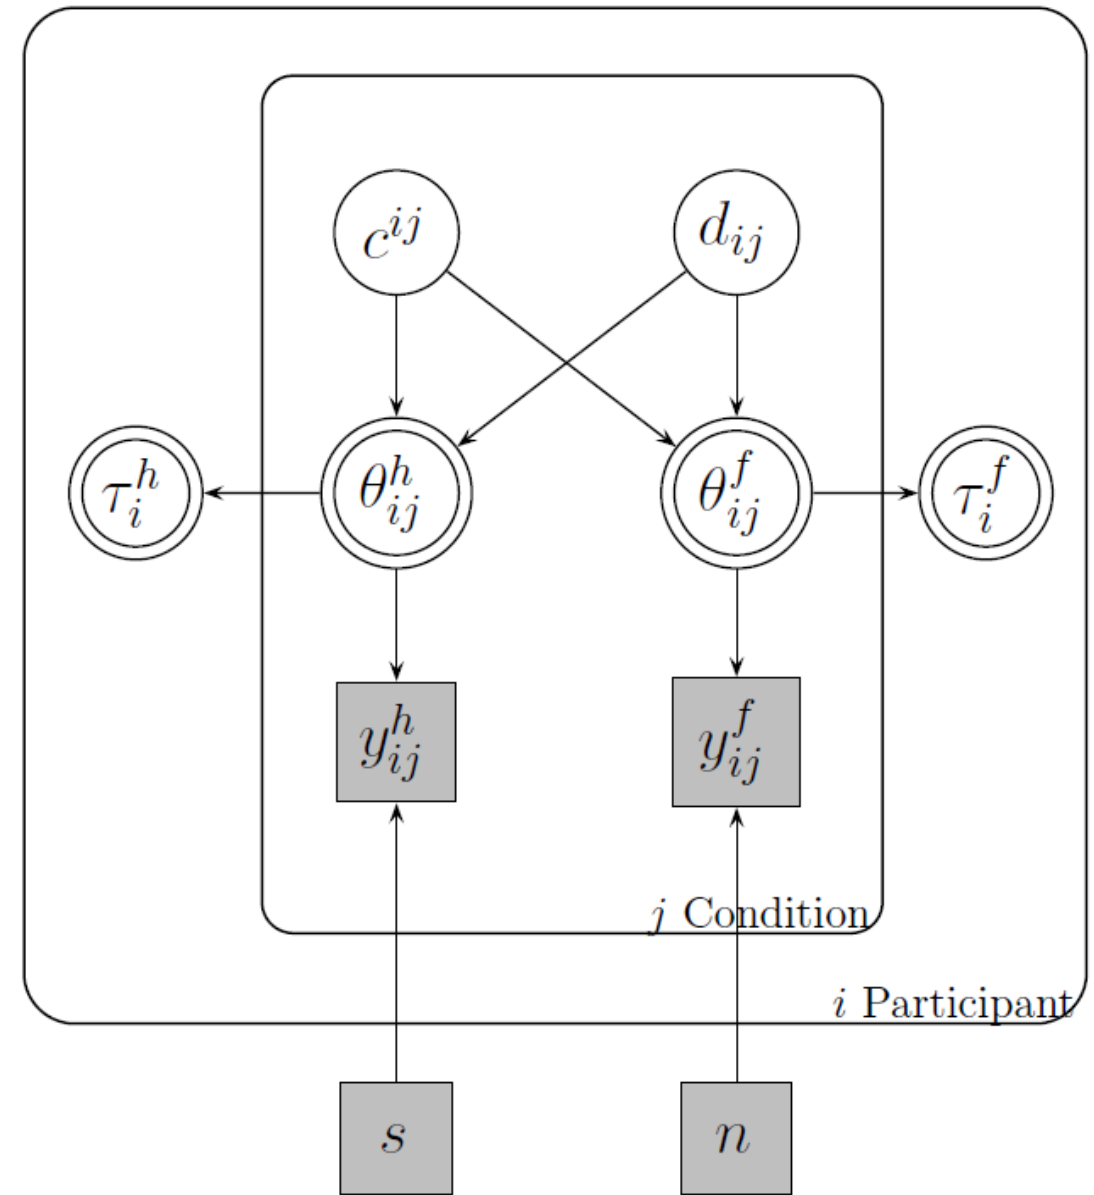 c^{ij} d_{ij}
τ_i^h θ_{ij}^h θ_{ij}^f τ_i^f
y_{ij}^h y_{ij}^f
j Condition
i Participant
s n